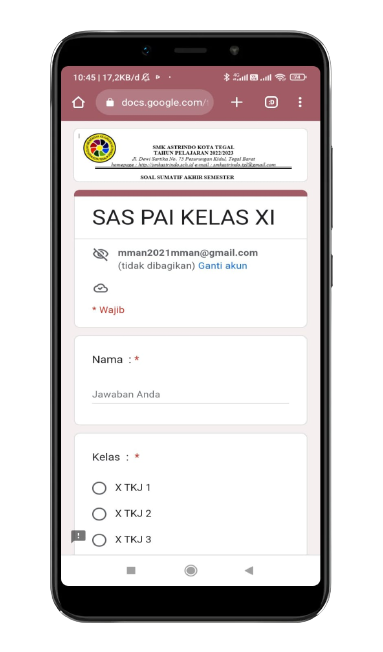 10:45 | 17,2KB/d
docs.google.com/
SMK ASTRINDO KOTA TEGAL
TAHUN PELAJARAN 2022/2023
Jl. Dewi Sartika No. 75 Pesurungan Kidul, Tegal Barat
SOAL SUMATIF AKHIR SEMESTER
SAS PAI KELAS XI
mman2021mman@gmail.com
(tidak dibagikan) Ganti akun
* Wajib
Nama : *
Jawaban Anda
Kelas : *
X TKJ 1
X TKJ 2
X TKJ 3